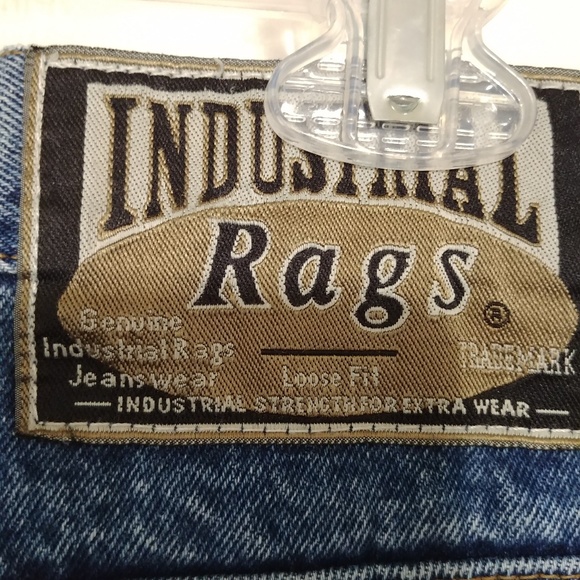 INDUSTRIAL
Rags ®
Genuine
Industrial Rags
Jeanswear
Loose Fit
TRADEMARK
INDUSTRIAL STRENGTH FOR EXTRA WEAR